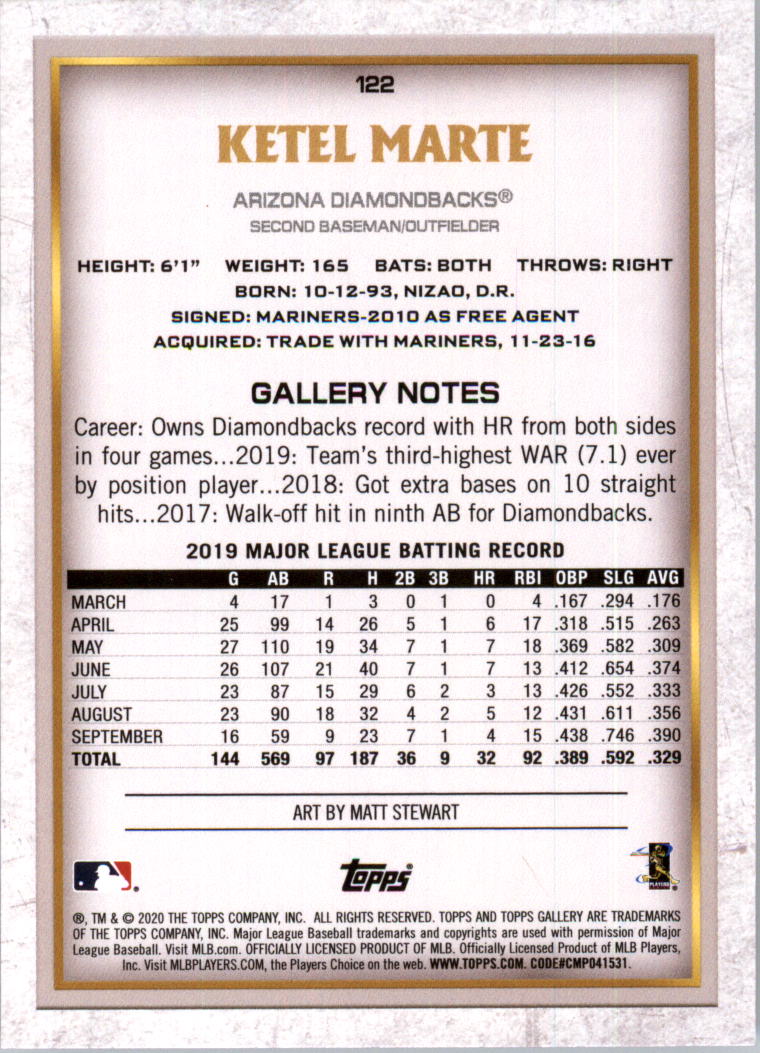 122
KETEL MARTE
ARIZONA DIAMONDBACKS®
SECOND BASEMAN/OUTFIELDER
HEIGHT: 6'1" WEIGHT: 165 BATS: BOTH THROWS: RIGHT
BORN: 10-12-93, NIZAO, D.R.
SIGNED: MARINERS-2010 AS FREE AGENT
ACQUIRED: TRADE WITH MARINERS, 11-23-16
GALLERY NOTES
Career: Owns Diamondbacks record with HR from both sides
in four games...2019: Team's third-highest WAR (7.1) ever
by position player...2018: Got extra bases on 10 straight
hits...2017: Walk-off hit in ninth AB for Diamondbacks.
2019 MAJOR LEAGUE BATTING RECORD
G AB R H 2B 3B HR RBI OBP SLG AVG
MARCH 4 17 1 3 0 1 0 4 .167 .294 .176
APRIL 25 99 14 26 5 1 6 17 .318 .515 .263
MAY 27 110 19 34 7 1 7 18 .369 .582 .309
JUNE 26 107 21 40 7 1 7 13 .412 .654 .374
JULY 23 87 15 29 6 2 3 13 .426 .552 .333
AUGUST 23 90 18 32 4 2 5 12 .431 .611 .356
SEPTEMBER 16 59 9 23 7 1 4 15 .438 .746 .390
TOTAL 144 569 97 187 36 9 32 92 .389 .592 .329
ART BY MATT STEWART
topps®
PLAYERS
®, TM & © 2020 THE TOPPS COMPANY, INC. ALL RIGHTS RESERVED. TOPPS AND TOPPS GALLERY ARE TRADEMARKS
OF THE TOPPS COMPANY, INC. Major League Baseball trademarks and copyrights are used with permission of Major
League Baseball. Visit MLB.com. OFFICIALLY LICENSED PRODUCT OF MLB. Officially Licensed Product of MLB Players,
Inc. Visit MLBPLAYERS.COM, the Players Choice on the web. WWW.TOPPS.COM. CODE#CMP041531.